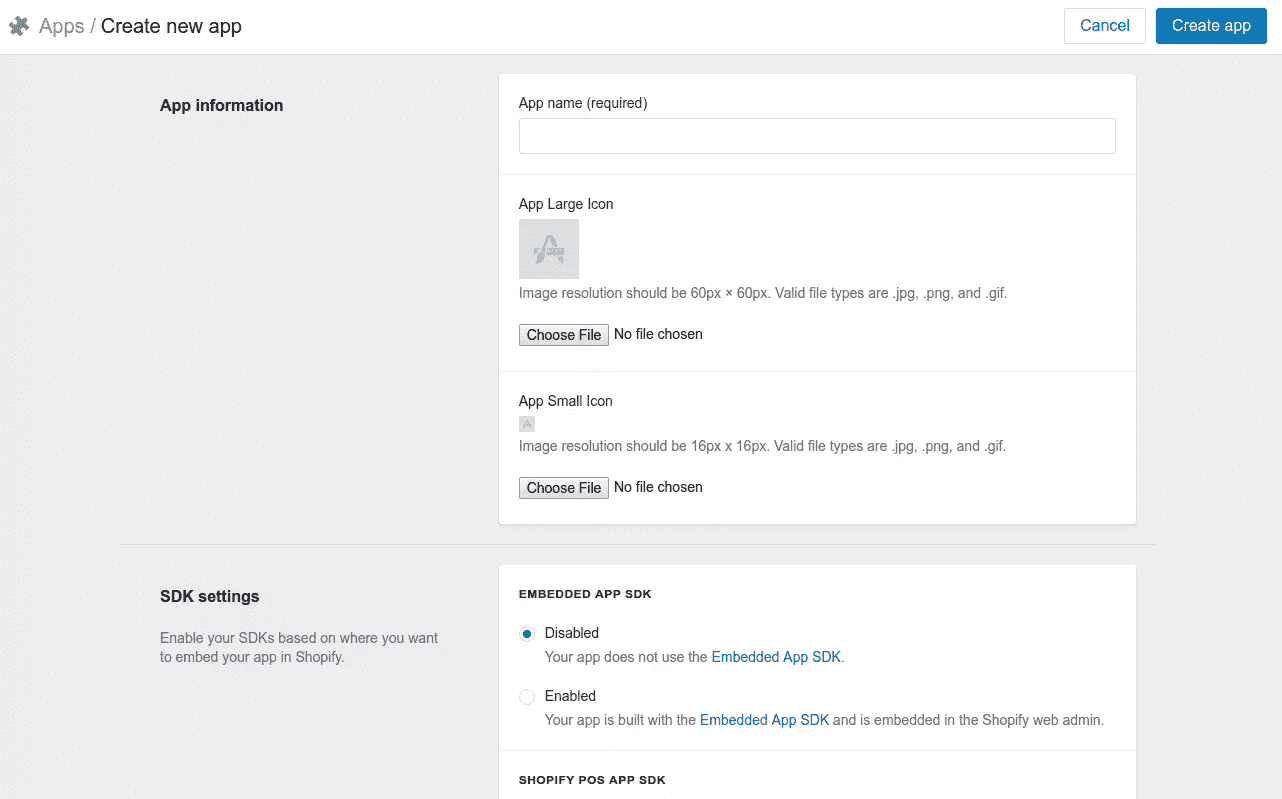 Apps / Create new app
Cancel
Create app
App information
App name (required)
App Large Icon
Image resolution should be 60px × 60px. Valid file types are .jpg, .png, and .gif.
Choose File No file chosen
App Small Icon
Image resolution should be 16px x 16px. Valid file types are .jpg, .png, and .gif.
Choose File No file chosen
SDK settings
Enable your SDKs based on where you want
to embed your app in Shopify.
EMBEDDED APP SDK
Disabled
Your app does not use the Embedded App SDK.
Enabled
Your app is built with the Embedded App SDK and is embedded in the Shopify web admin.
SHOPIFY POS APP SDK